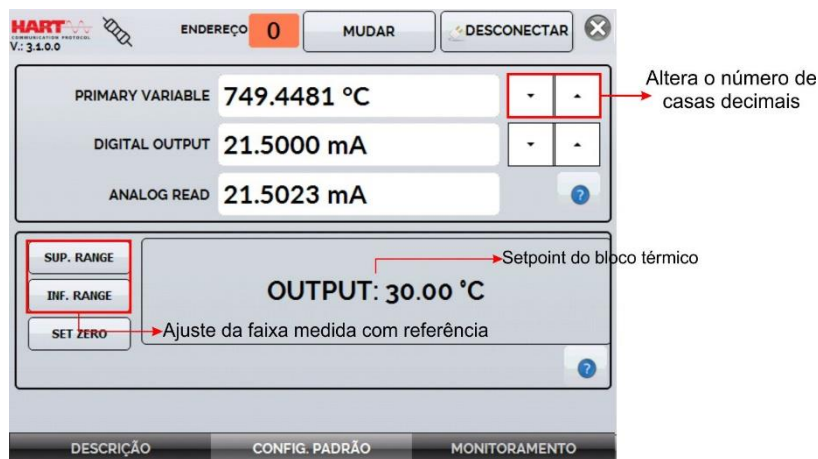 HART
COMMUNICATION PROTOCOL
V.: 3.1.0.0
ENDEREÇO 0 MUDAR DESCONECTAR
PRIMARY VARIABLE 749.4481 °C
Altera o número de
casas decimais
DIGITAL OUTPUT 21.5000 mA
ANALOG READ 21.5023 mA
?
SUP. RANGE
Setpoint do bloco térmico
INF. RANGE
OUTPUT: 30.00 °C
SET ZERO
Ajuste da faixa medida com referência
?
DESCRIÇÃO CONFIG. PADRÃO MONITORAMENTO